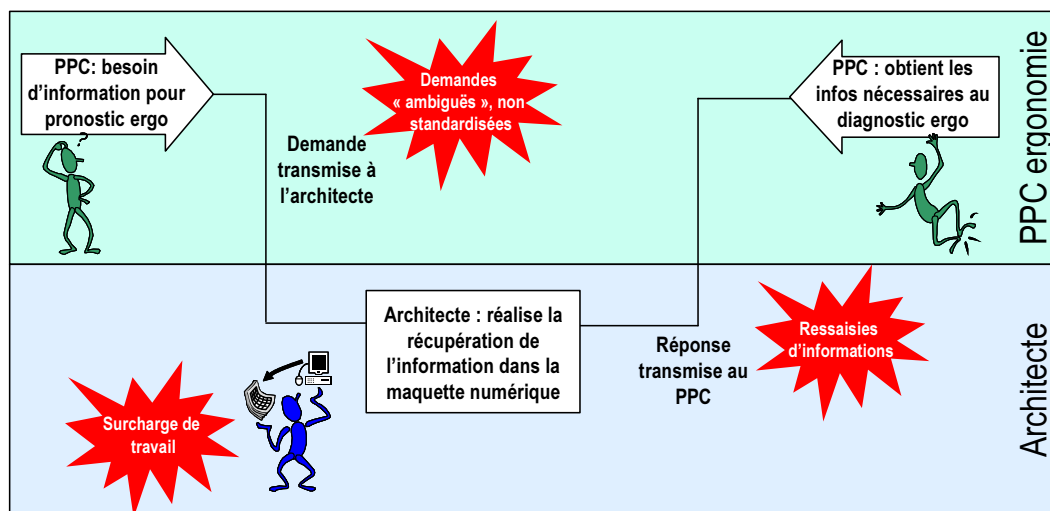 PPC: besoin
d’information pour
pronostic ergo
?
Demandes
« ambiguës », non
standardisées
PPC : obtient les
infos nécessaires au
diagnostic ergo
Demande
transmise à
l’architecte
PPC ergonomie
Architecte : réalise la
récupération de
l’information dans la
maquette numérique
Réponse
transmise au
PPC
Ressaisies
d’informations
Surcharge de
travail
Architecte